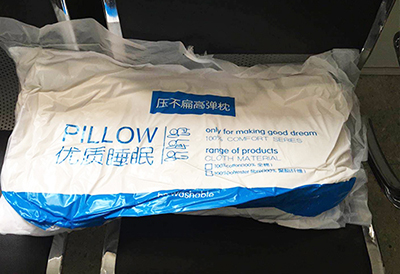 压不扁高弹枕
PILLOW
优质睡眠
only for making good dream
100% COMFORT SERIES
range of products
CLOTH MATERIAL
washable